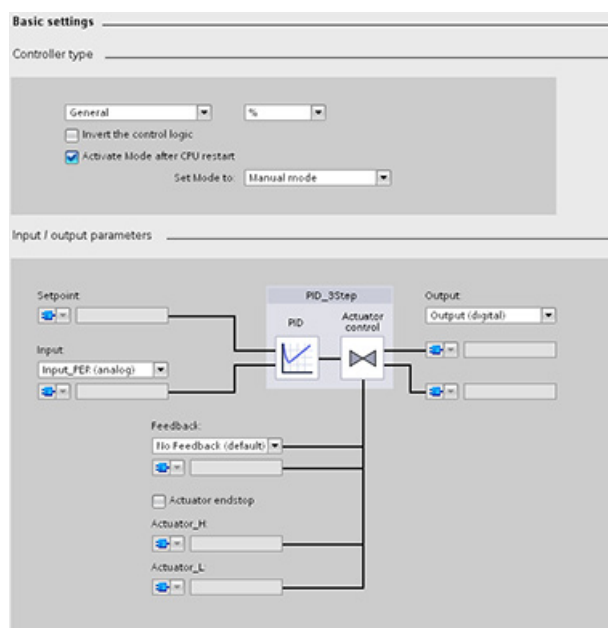 Basic settings
Controller type
General
%
Invert the control logic
Activate Mode after CPU restart
Set Mode to: Manual mode
Input / output parameters
Setpoint:
PID_3Step
Output:
PID
Actuator control
Output (digital)
Input:
Input_PER (analog)
Feedback:
No Feedback (default)
Actuator endstop
Actuator_H:
Actuator_L: